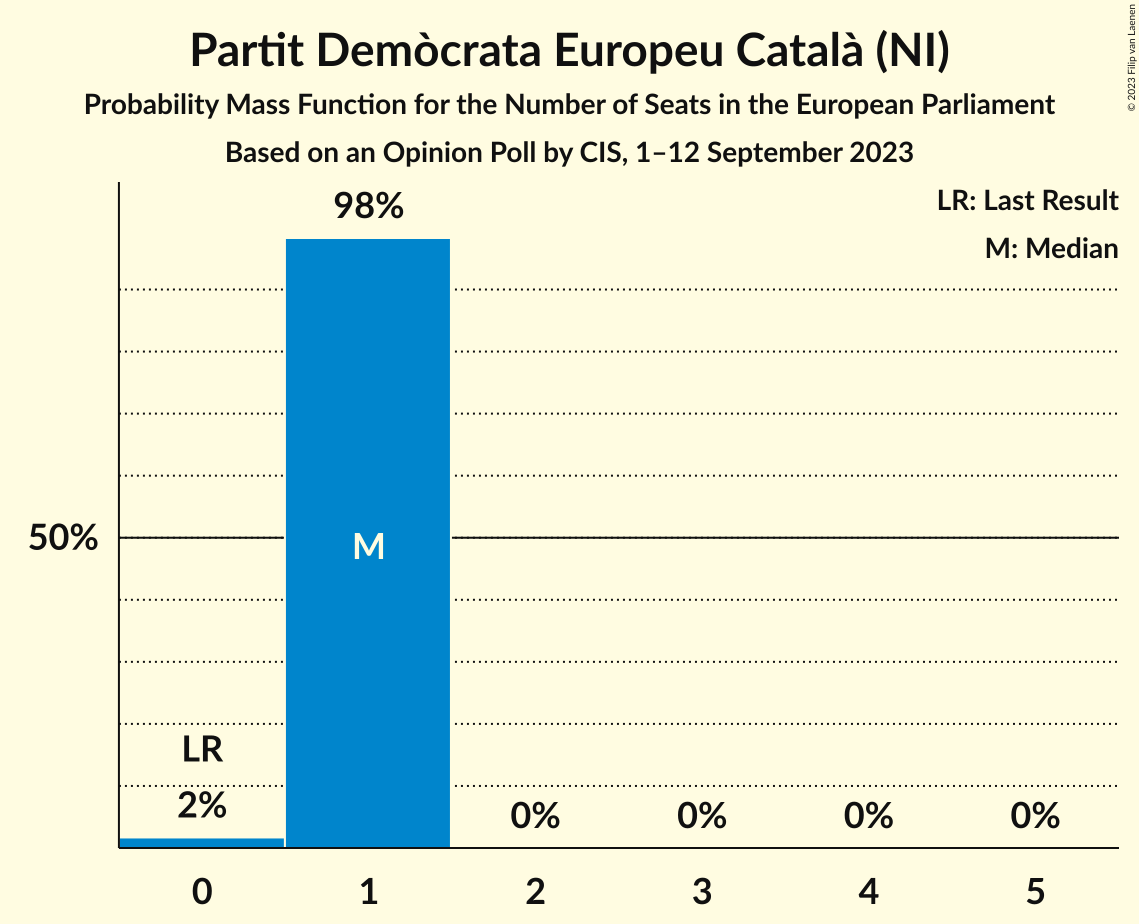 Partit Demòcrata Europeu Català (NI)
Probability Mass Function for the Number of Seats in the European Parliament
Based on an Opinion Poll by CIS, 1–12 September 2023
© 2023 Filip van Laenen
LR: Last Result
M: Median
98%
50%
M
LR
2%
0%
0%
0%
0%
0
1
2
3
4
5